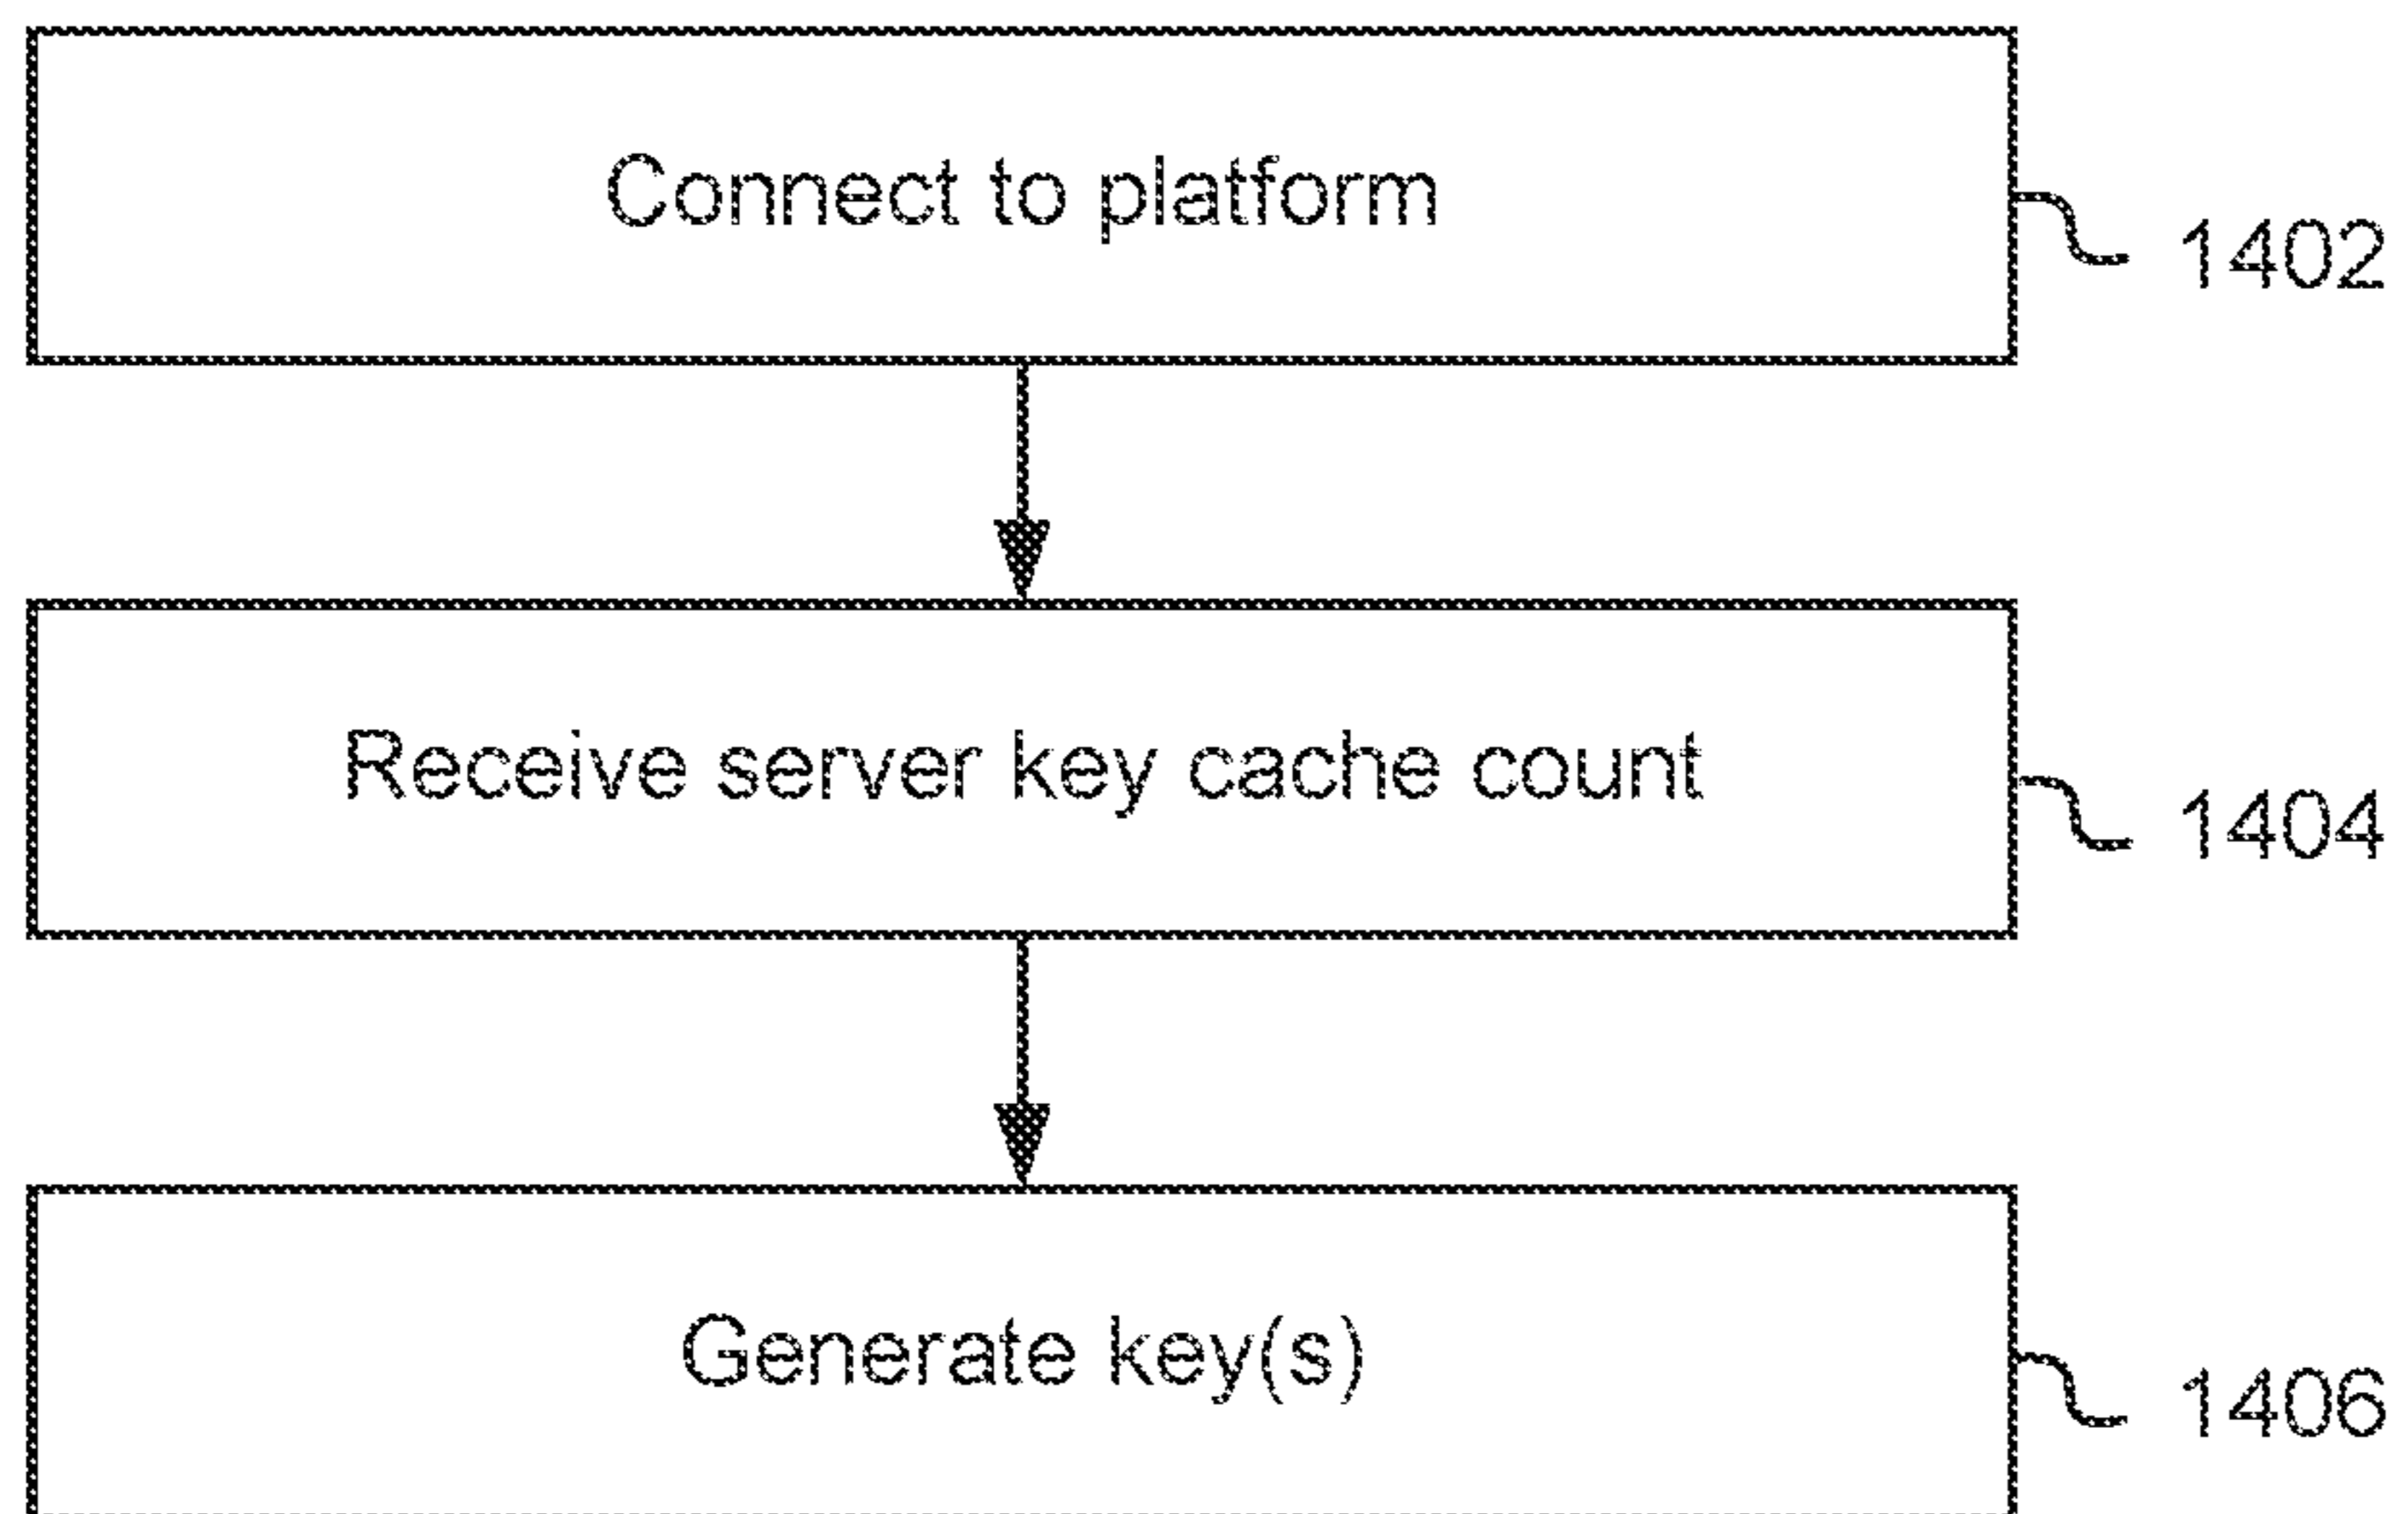 Connect to platform
1402
Receive server key cache count
1404
Generate key(s)
1406